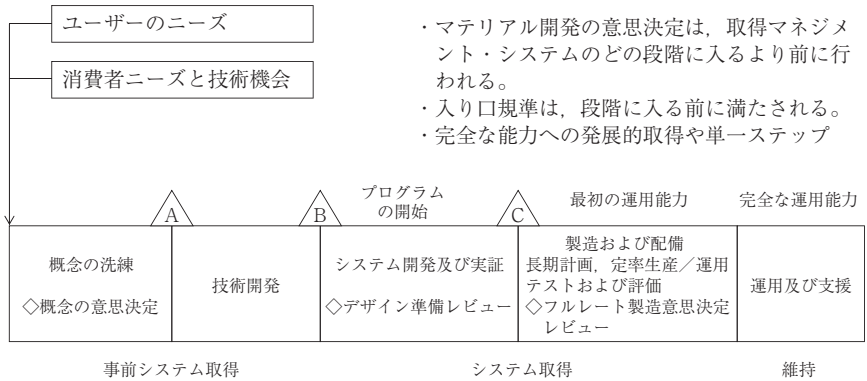 ユーザーのニーズ
消費者ニーズと技術機会
・マテリアル開発の意思決定は，取得マネジ
メント・システムのどの段階に入るより前に行
われる。
・入り口規準は，段階に入る前に満たされる。
・完全な能力への発展的取得や単一ステップ
A
B
プログラム
の開始
C
最初の運用能力
完全な運用能力
概念の洗練
◇概念の意思決定
技術開発
システム開発及び実証
◇デザイン準備レビュー
製造および配備
長期計画，定率生産／運用
テストおよび評価
◇フルレート製造意思決定
レビュー
運用及び支援
事前システム取得
システム取得
維持